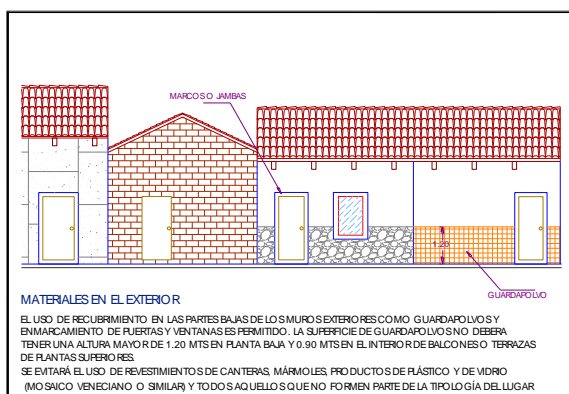 MARCOS O JAMBAS
1.20
GUARDAPOLVO
MATERIALES EN EL EXTERIOR
EL USO DE RECUBRIMIENTO EN LAS PARTES BAJAS DE LOS MUROS EXTERIORES COMO GUARDAPOLVOS Y
ENMARCAMIENTO DE PUERTAS Y VENTANAS ES PERMITIDO. LA SUPERFICIE DE GUARDAPOLVOS NO DEBERA
TENER UNA ALTURA MAYOR DE 1.20 MTS EN PLANTA BAJA Y 0.90 MTS EN EL INTERIOR DE BALCONES O TERRAZAS
DE PLANTAS SUPERIORES.
SE EVITARÁ EL USO DE REVESTIMIENTOS DE CANTERAS, MÁRMOLES, PRODUCTOS DE PLÁSTICO Y DE VIDRIO
(MOSAICO VENECIANO O SIMILAR) Y TODOS AQUELLOS QUE NO FORMEN PARTE DE LA TIPOLOGÍA DEL LUGAR